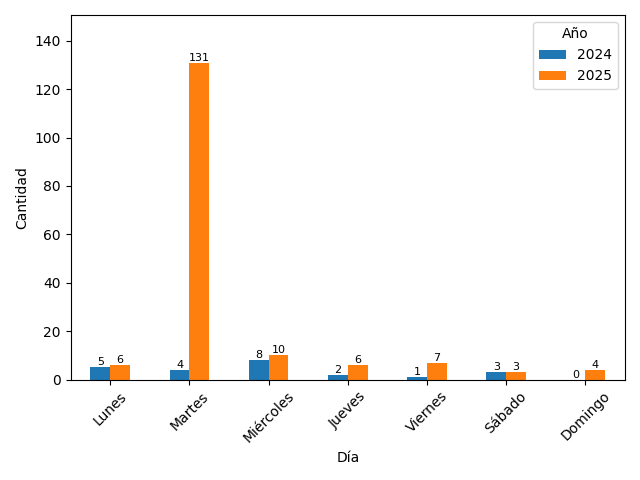 140
120
100
80
60
40
20
0
Cantidad
Año
2024
2025
5 6
4 131
8 10
2 6
1 7
3 3
0 4
Lunes
Martes
Miércoles
Jueves
Viernes
Sábado
Domingo
Día